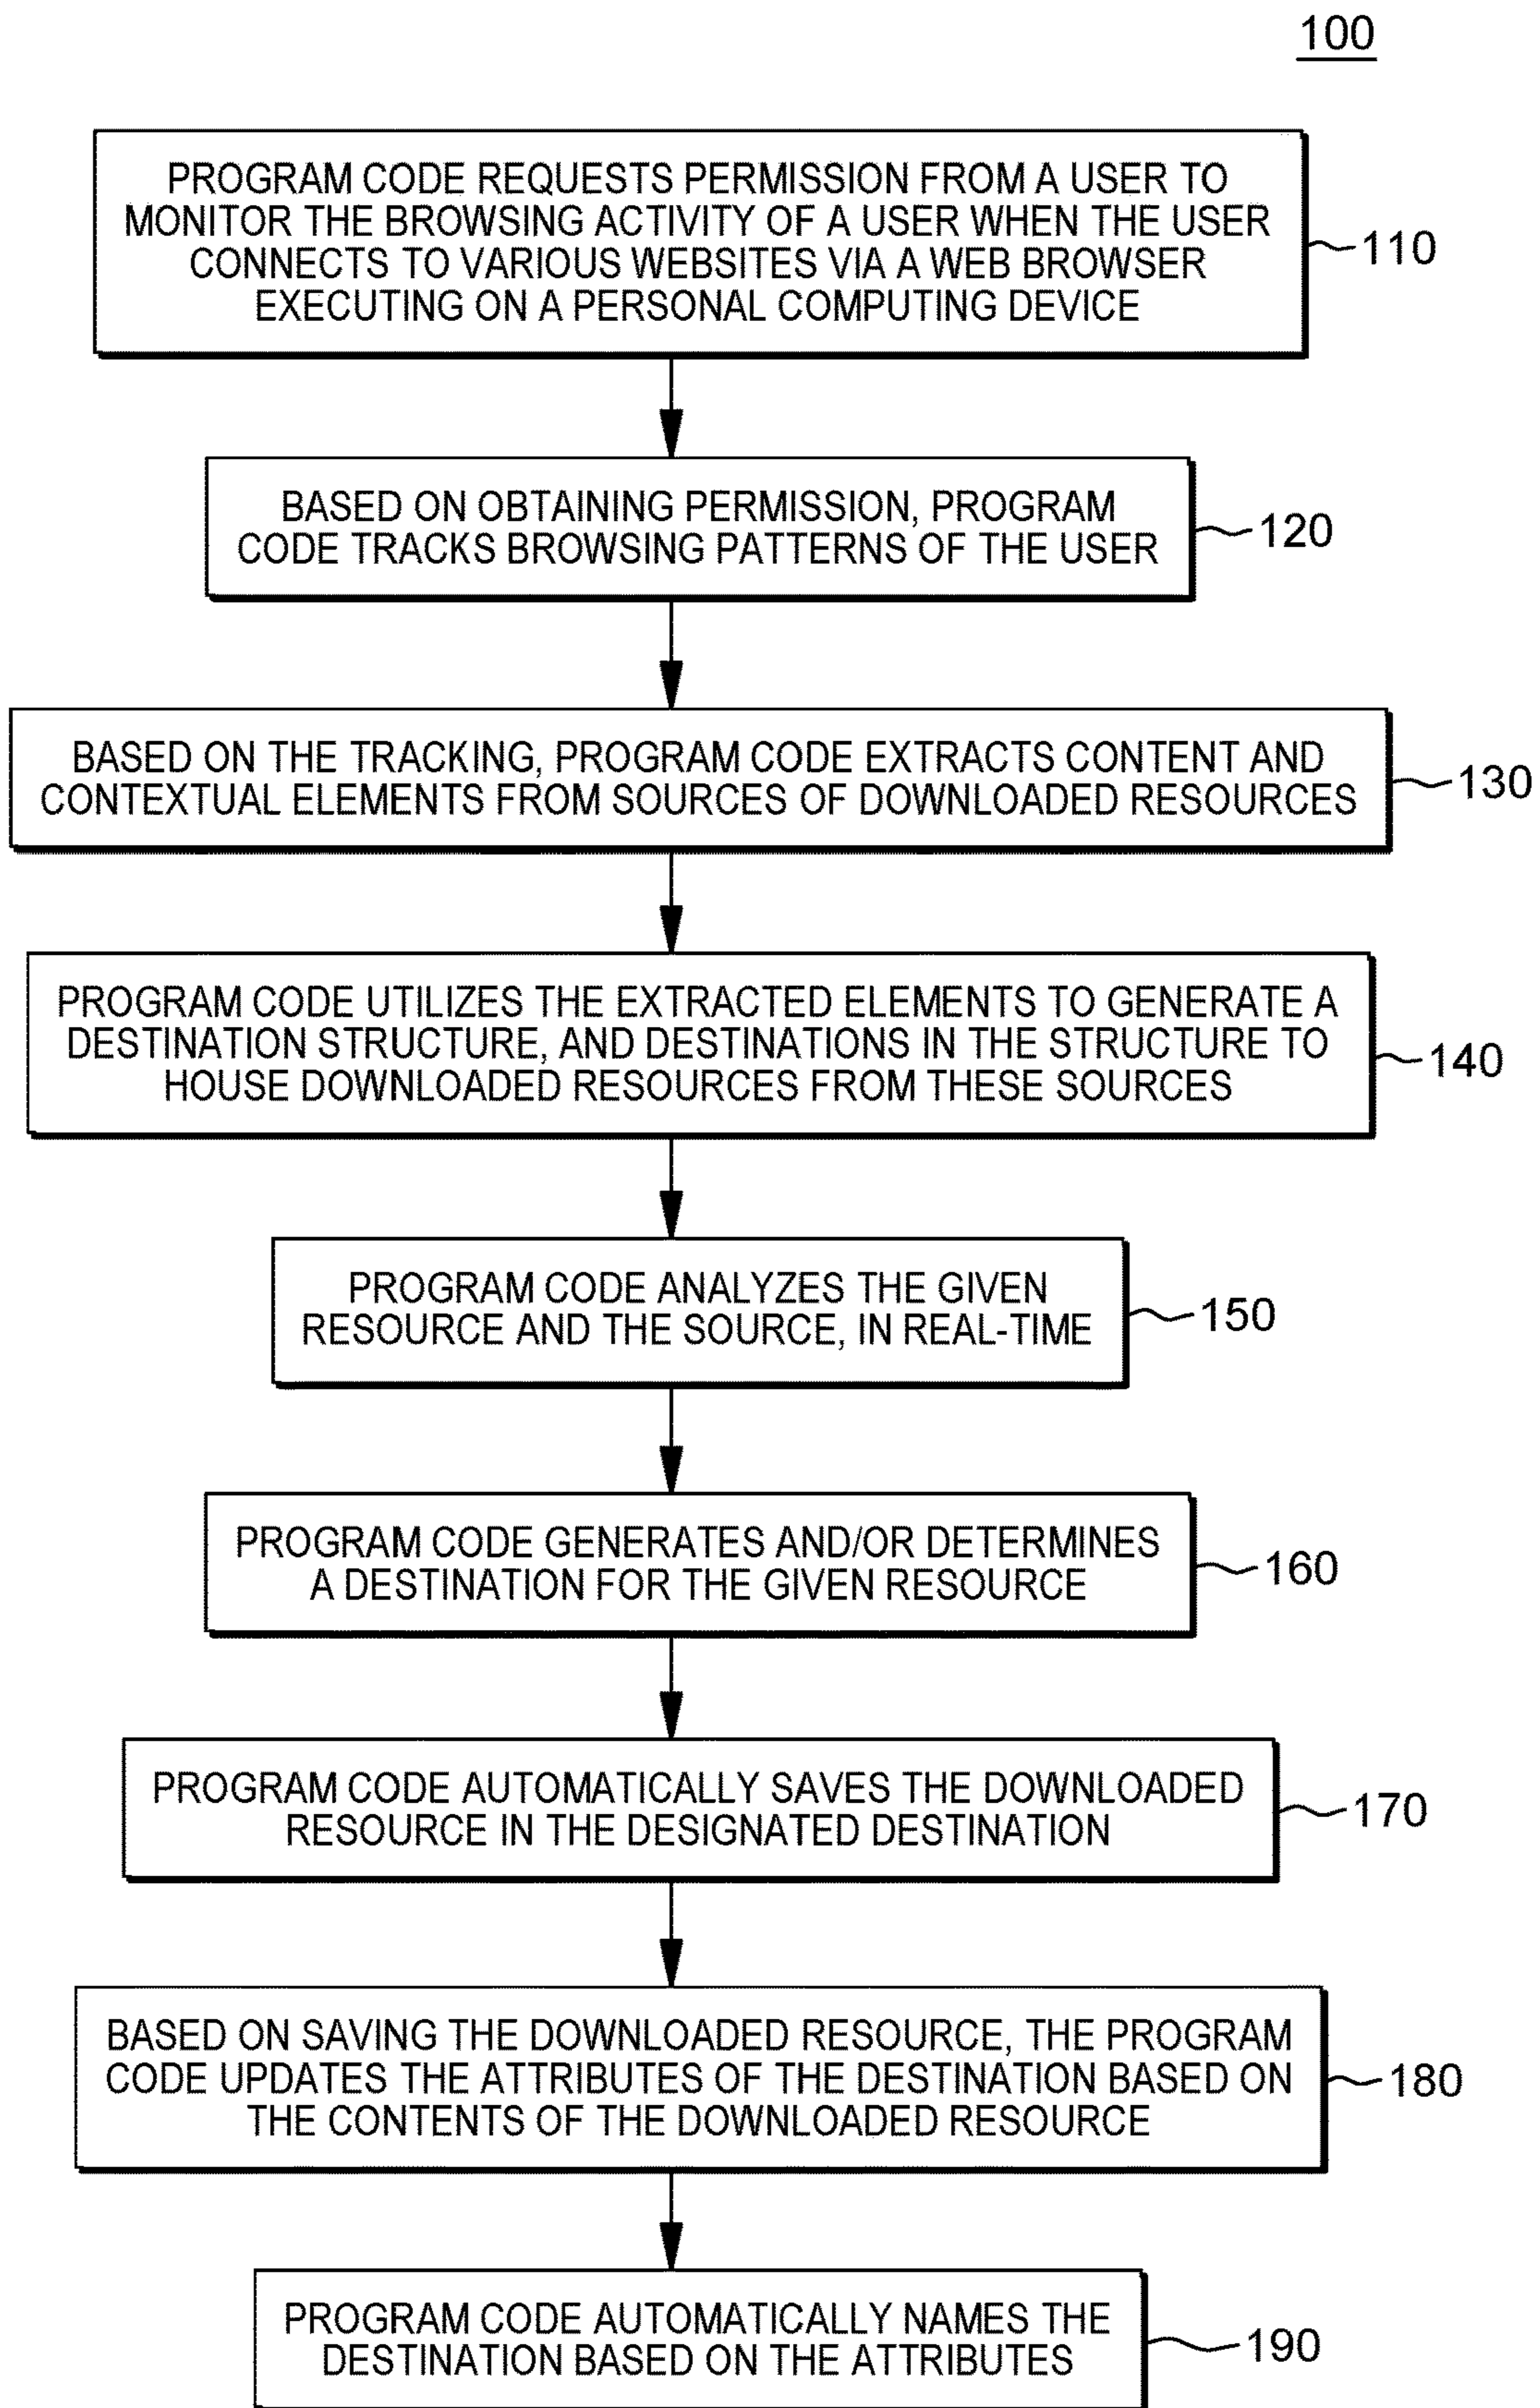 100
PROGRAM CODE REQUESTS PERMISSION FROM A USER TO
MONITOR THE BROWSING ACTIVITY OF A USER WHEN THE USER
CONNECTS TO VARIOUS WEBSITES VIA A WEB BROWSER
EXECUTING ON A PERSONAL COMPUTING DEVICE
110
BASED ON OBTAINING PERMISSION, PROGRAM
CODE TRACKS BROWSING PATTERNS OF THE USER
120
BASED ON THE TRACKING, PROGRAM CODE EXTRACTS CONTENT AND
CONTEXTUAL ELEMENTS FROM SOURCES OF DOWNLOADED RESOURCES
130
PROGRAM CODE UTILIZES THE EXTRACTED ELEMENTS TO GENERATE A
DESTINATION STRUCTURE, AND DESTINATIONS IN THE STRUCTURE TO
HOUSE DOWNLOADED RESOURCES FROM THESE SOURCES
140
PROGRAM CODE ANALYZES THE GIVEN
RESOURCE AND THE SOURCE, IN REAL-TIME
150
PROGRAM CODE GENERATES AND/OR DETERMINES
A DESTINATION FOR THE GIVEN RESOURCE
160
PROGRAM CODE AUTOMATICALLY SAVES THE DOWNLOADED
RESOURCE IN THE DESIGNATED DESTINATION
170
BASED ON SAVING THE DOWNLOADED RESOURCE, THE PROGRAM
CODE UPDATES THE ATTRIBUTES OF THE DESTINATION BASED ON
THE CONTENTS OF THE DOWNLOADED RESOURCE
180
PROGRAM CODE AUTOMATICALLY NAMES THE
DESTINATION BASED ON THE ATTRIBUTES
190